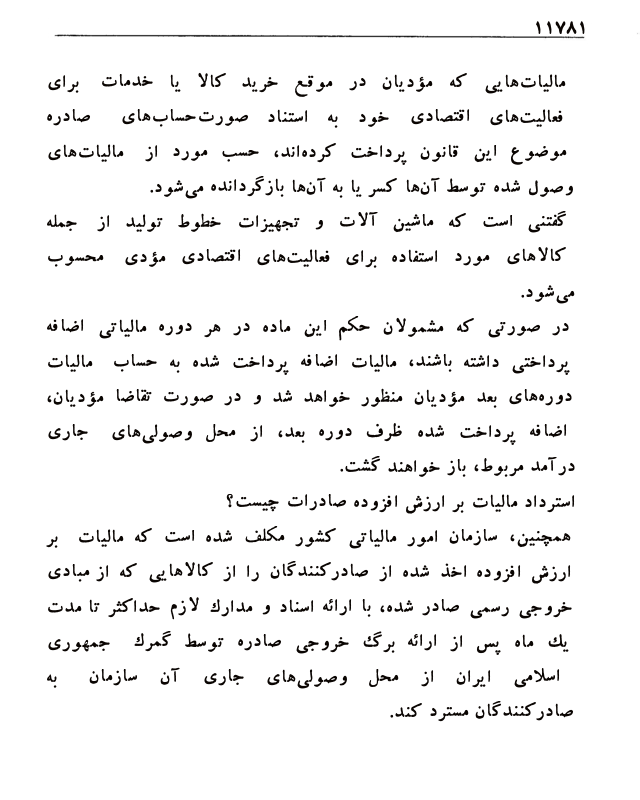 ۱۱۷۸۱
مالیات‌هایی که مؤدیان در موقع خرید کالا یا خدمات برای
فعالیت‌های اقتصادی خود به استناد صورت‌حساب‌های صادره
موضوع این قانون پرداخت کرده‌اند، حسب مورد از مالیات‌های
وصول شده توسط آن‌ها کسر یا به آن‌ها بازگردانده می‌شود.
گفتنی است که ماشین آلات و تجهیزات خطوط تولید از جمله
کالاهای مورد استفاده برای فعالیت‌های اقتصادی مؤدی محسوب
می‌شود.
در صورتی که مشمولان حکم این ماده در هر دوره مالیاتی اضافه
پرداختی داشته باشند، مالیات اضافه پرداخت شده به حساب مالیات
دوره‌های بعد مؤدیان منظور خواهد شد و در صورت تقاضا مؤدیان،
اضافه پرداخت شده ظرف دوره بعد، از محل وصولی‌های جاری
درآمد مربوط، باز خواهند گشت.
استرداد مالیات بر ارزش افزوده صادرات چیست؟
همچنین، سازمان امور مالیاتی کشور مکلف شده است که مالیات بر
ارزش افزوده اخذ شده از صادرکنندگان را از کالاهایی که از مبادی
خروجی رسمی صادر شده، با ارائه اسناد و مدارك لازم حداکثر تا مدت
یك ماه پس از ارائه برگ خروجی صادره توسط گمرك جمهوری
اسلامی ایران از محل وصولی‌های جاری آن سازمان به
صادرکنندگان مسترد کند.